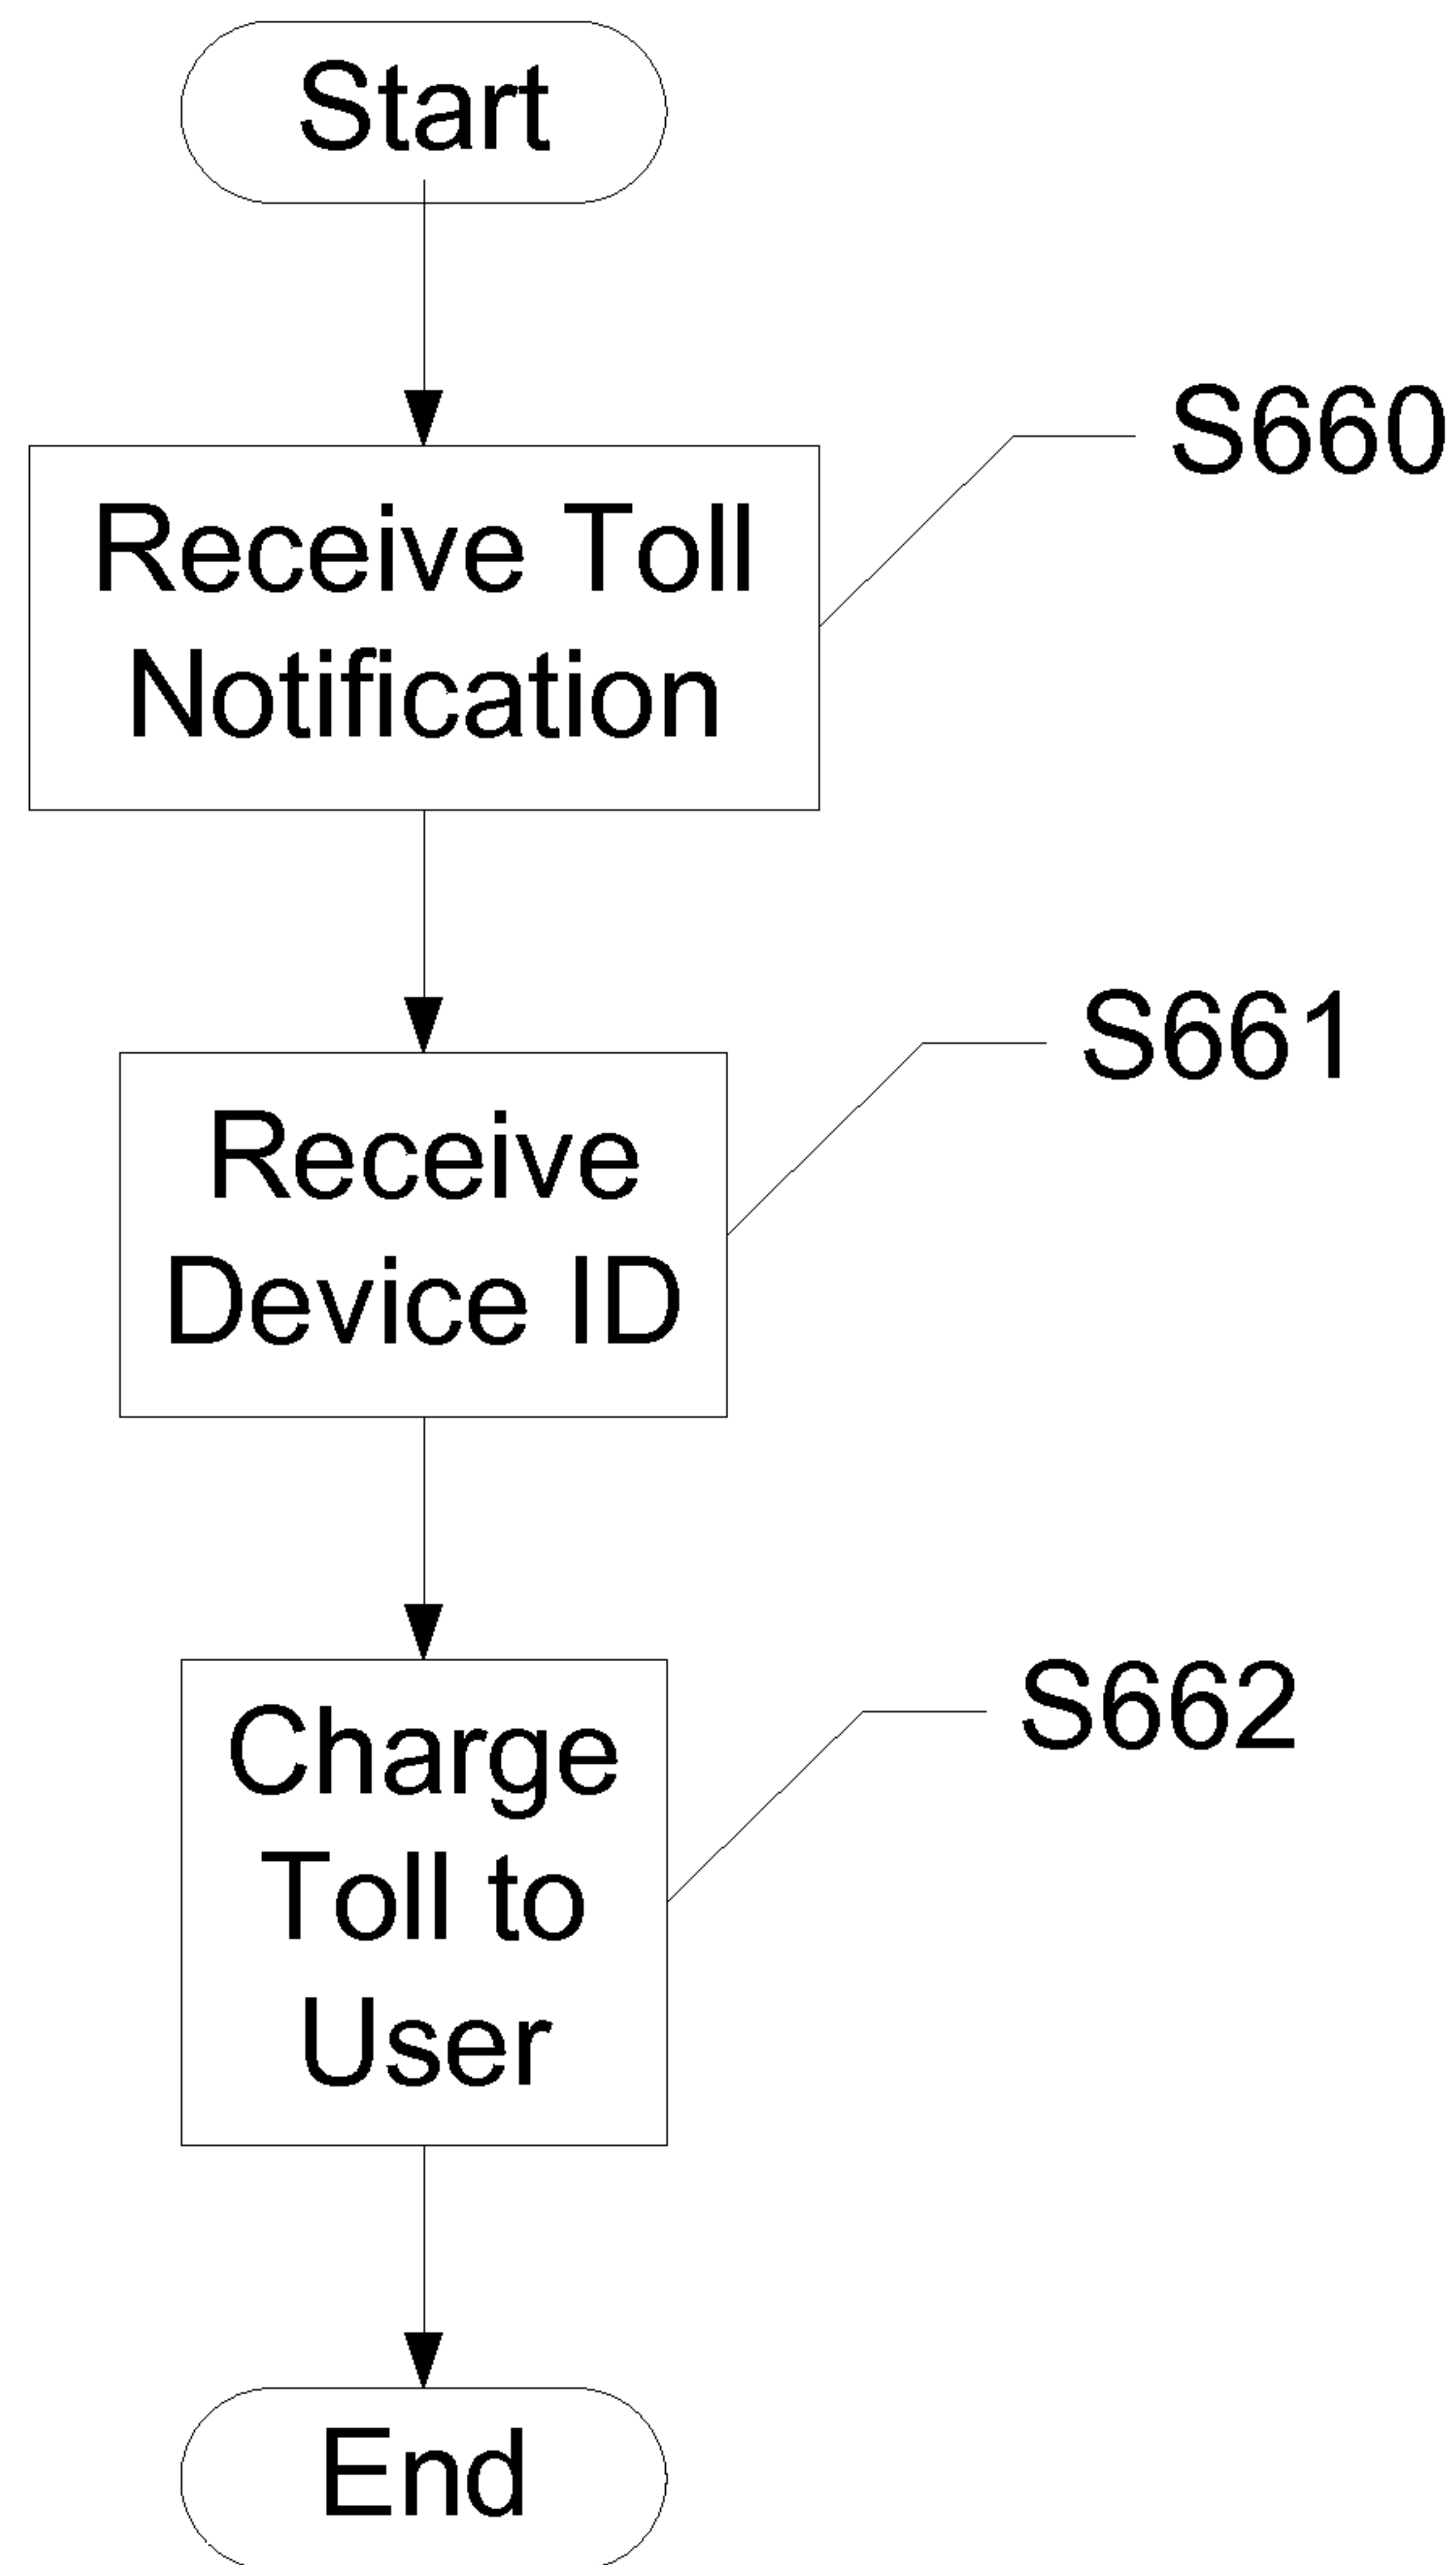 Start
S660
Receive Toll
Notification
S661
Receive
Device ID
S662
Charge
Toll to
User
End